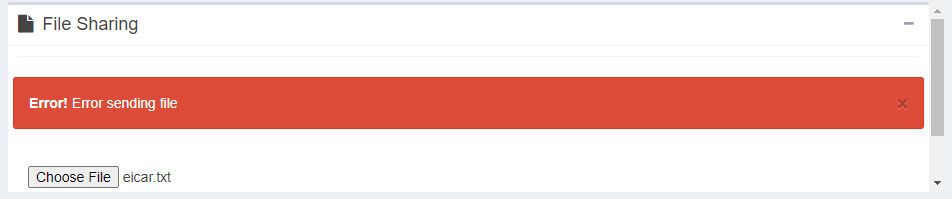 File Sharing
Error! Error sending file
×
Choose File eicar.txt